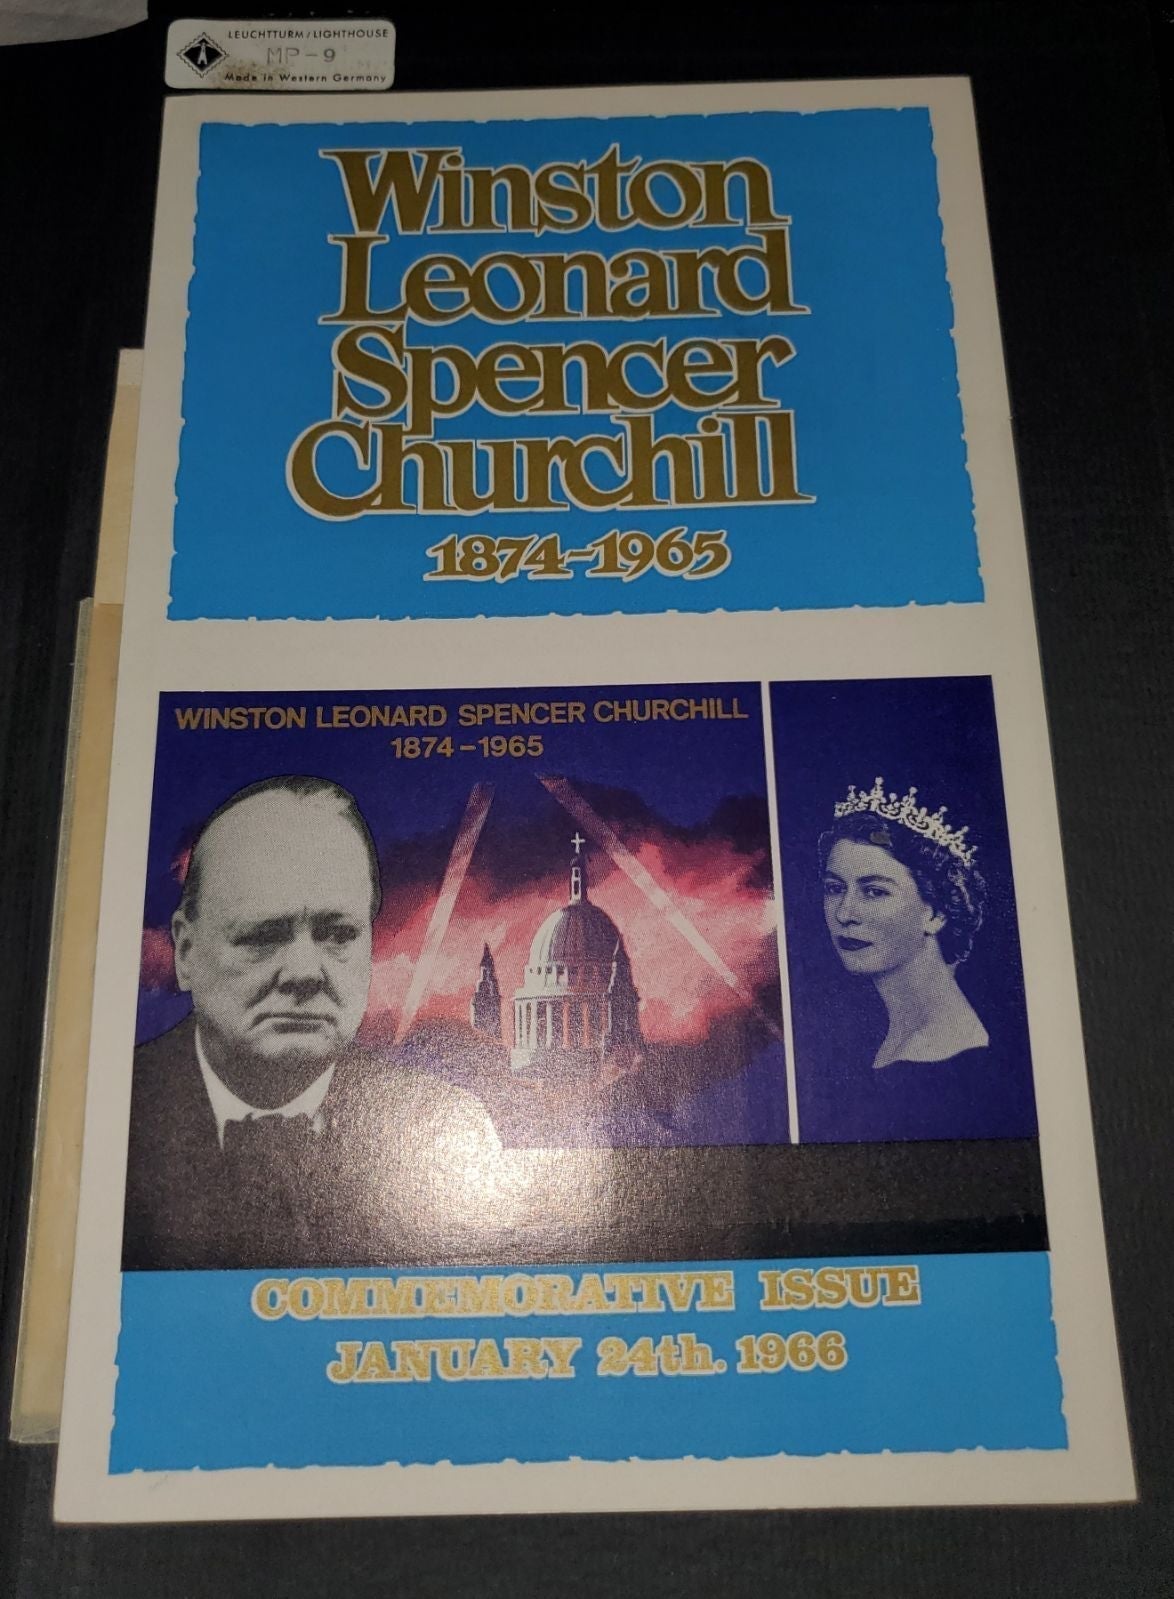 LEUCHTTURM/LIGHTHOUSE
MP-9
Made in Western Germany
Winston
Leonard
Spencer
Churchill
1874-1965
WINSTON LEONARD SPENCER CHURCHILL
1874-1965
COMMEMORATIVE ISSUE
JANUARY 24th. 1966